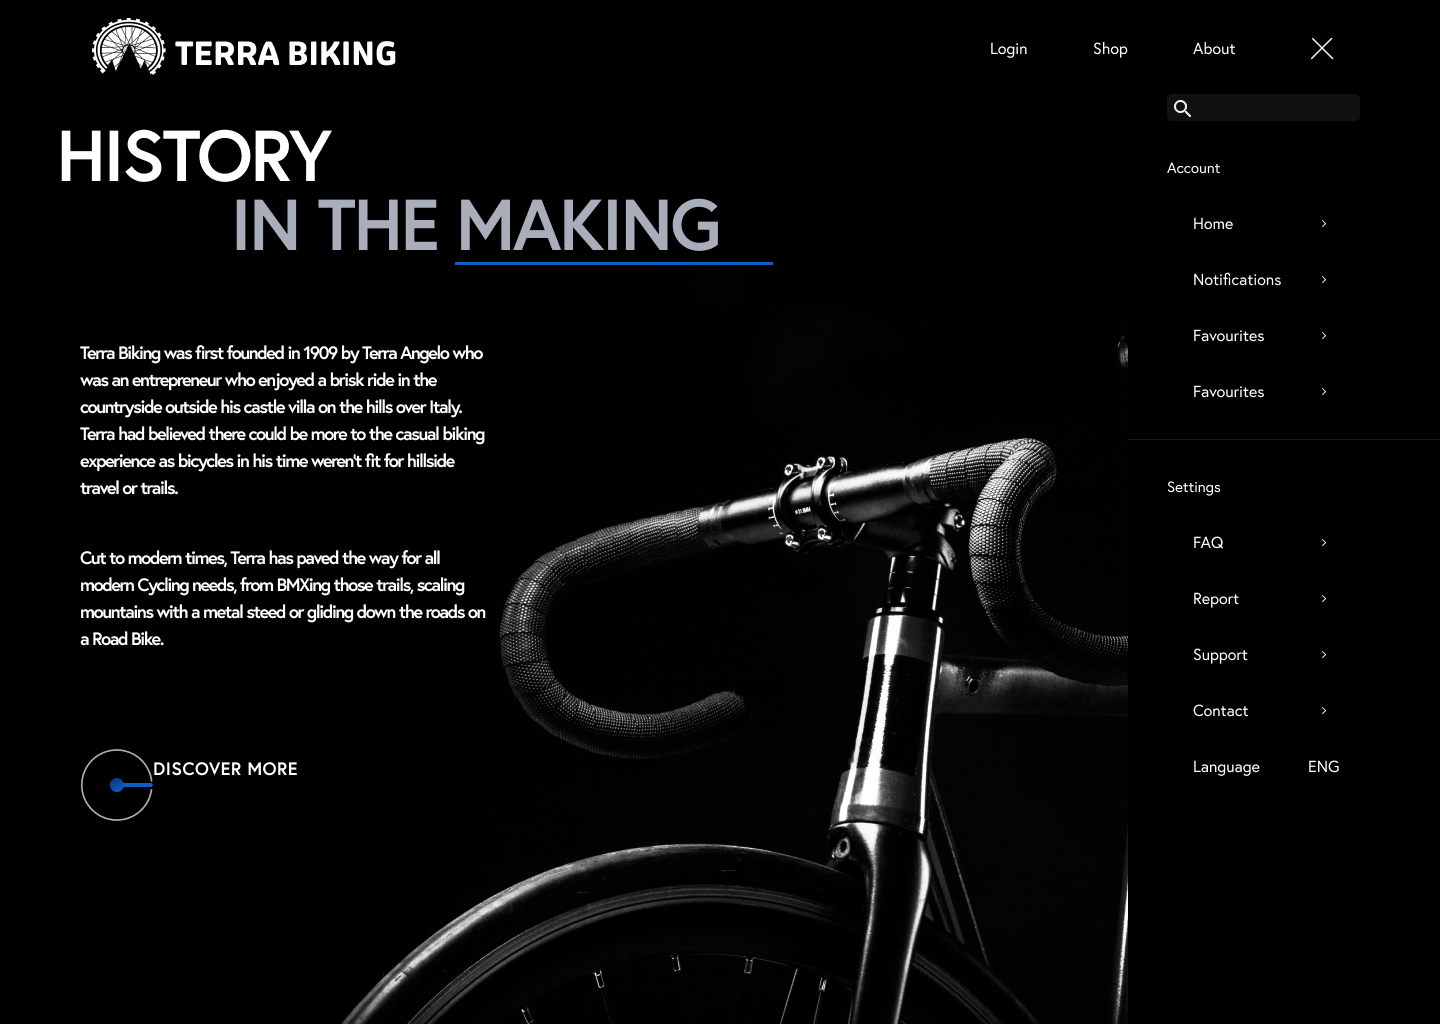 TERRA BIKING
Login
Shop
About
HISTORY
IN THE MAKING
Terra Biking was first founded in 1909 by Terra Angelo who
was an entrepreneur who enjoyed a brisk ride in the
countryside outside his castle villa on the hills over Italy.
Terra had believed there could be more to the casual biking
experience as bicycles in his time weren't fit for hillside
travel or trails.
Cut to modern times, Terra has paved the way for all
modern Cycling needs, from BMXing those trails, scaling
mountains with a metal steed or gliding down the roads on
a Road Bike.
DISCOVER MORE
Account
Home
Notifications
Favourites
Favourites
Settings
FAQ
Report
Support
Contact
Language ENG